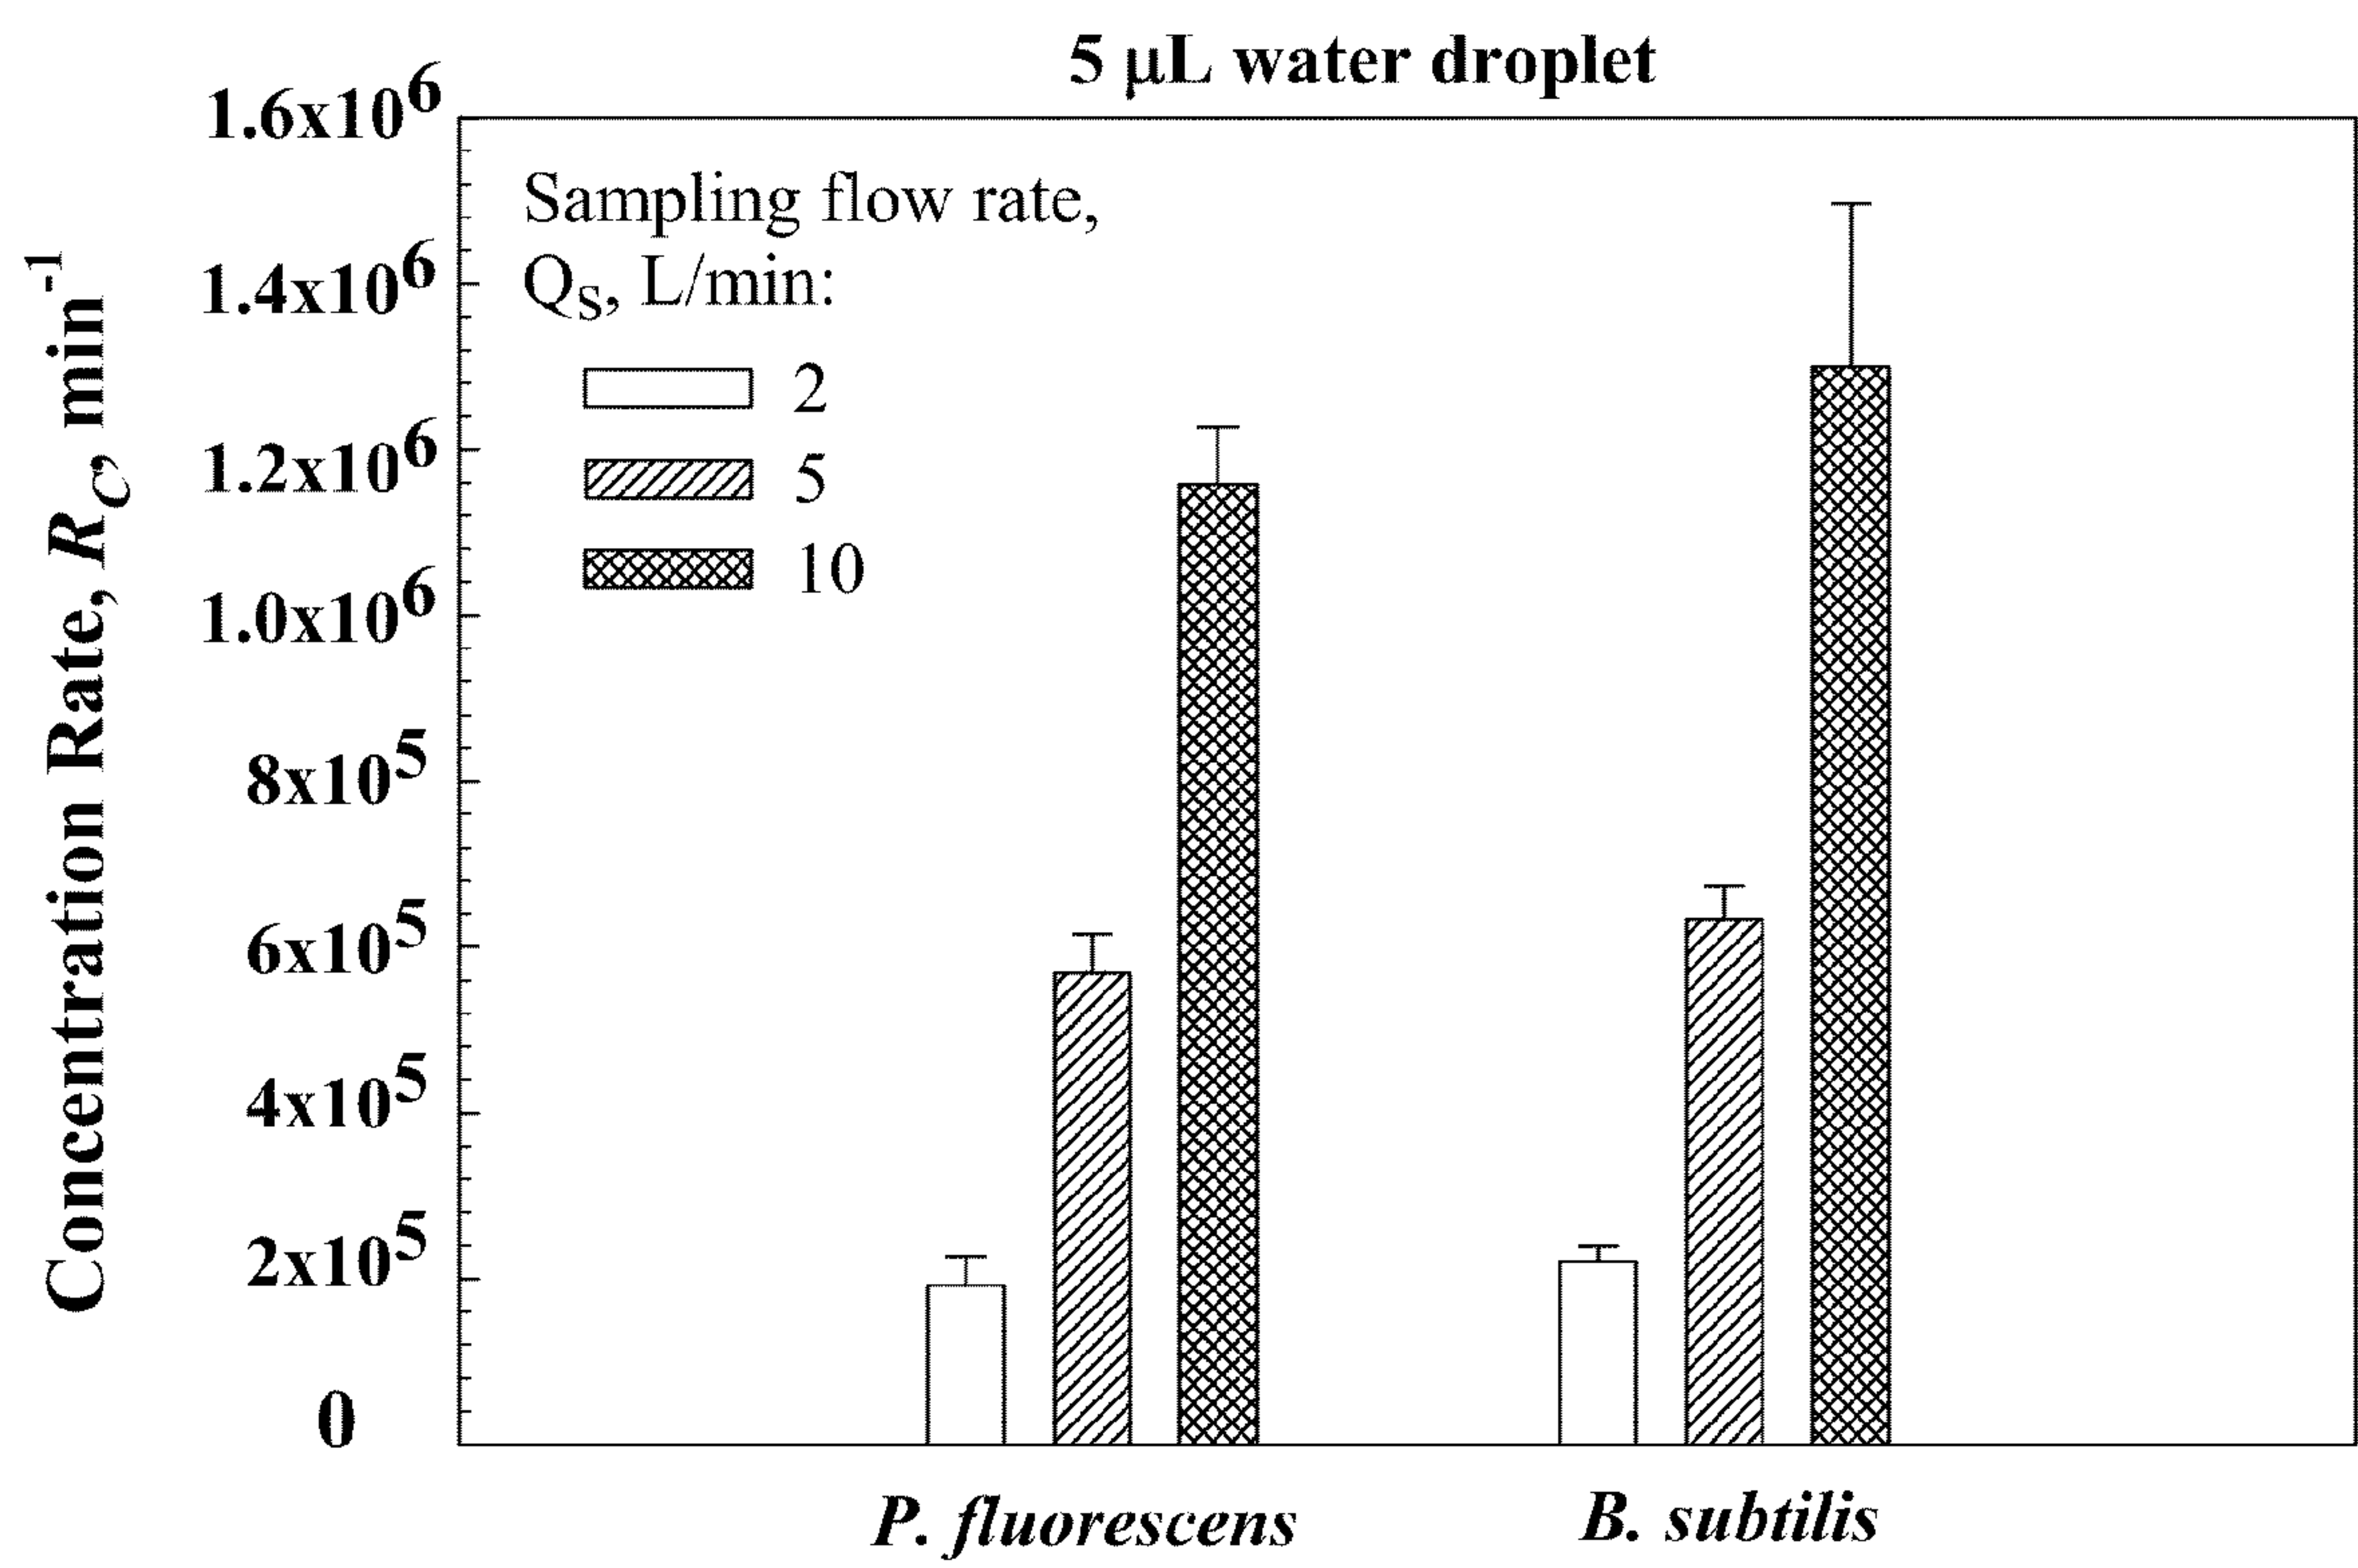 5 μL water droplet
Concentration Rate, R_C, min^-1
1.6x10^6
1.4x10^6
1.2x10^6
1.0x10^6
8x10^5
6x10^5
4x10^5
2x10^5
0
Sampling flow rate,
Q_S, L/min:
2
5
10
P. fluorescens
B. subtilis